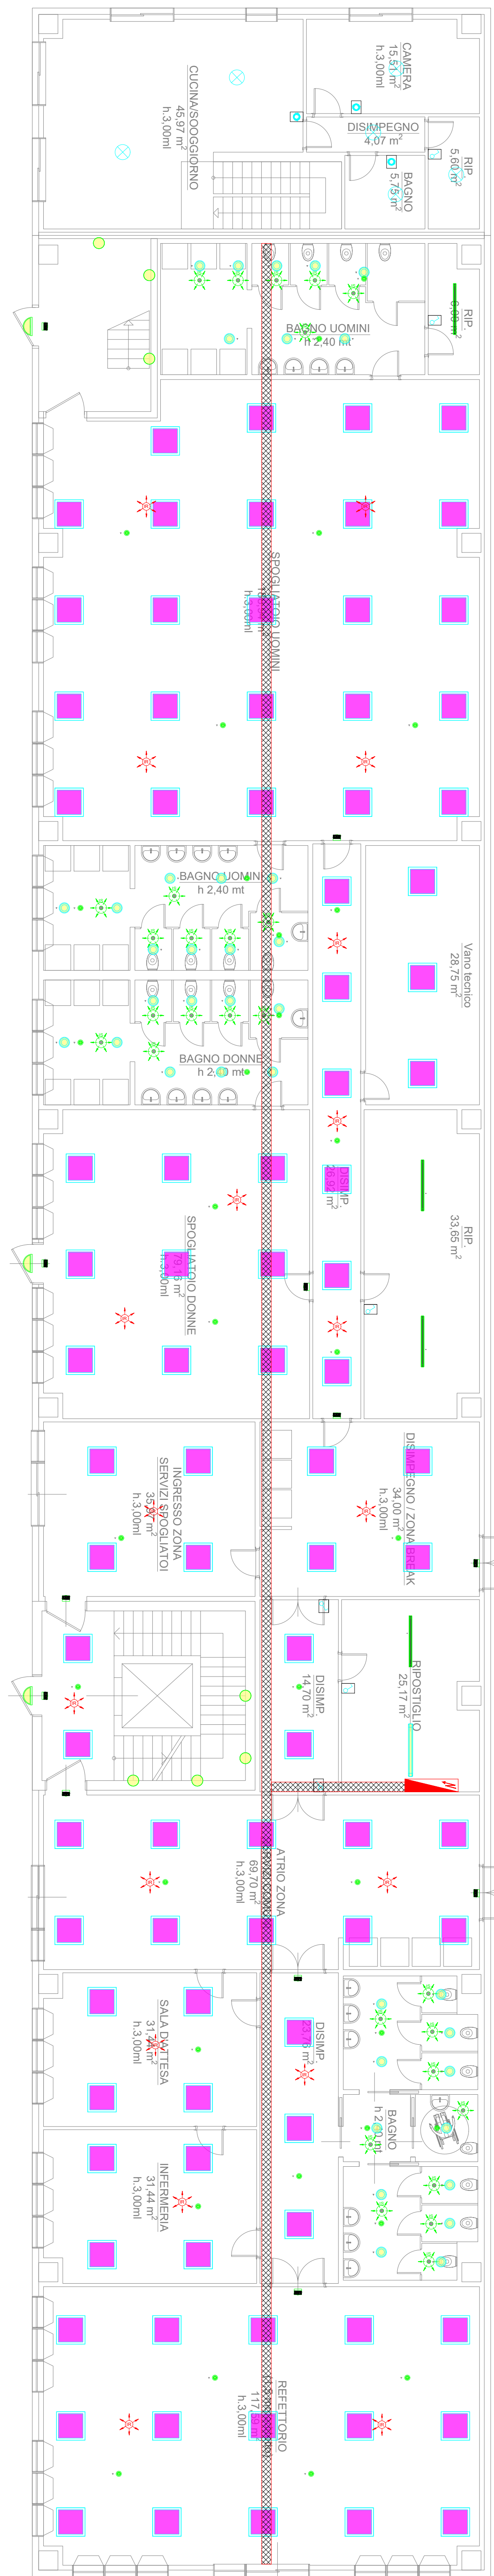 CAMERA
15,51 m²
h.3,00ml
CUCINA/SOGGIORNO
45,97 m²
h.3,00ml
DISIMPEGNO
4,07 m²
RIP.
5,60 m²
BAGNO
5,75 m²
BAGNO UOMINI
h 2,40 mt
RIP.
SPOGLIATOIO UOMINI
h.3,00ml
BAGNO UOMINI
h 2,40 mt
Vano tecnico
28,75 m²
BAGNO DONNE
DISIMP.
RIP.
33,65 m²
SPOGLIATOIO DONNE
h.3,00ml
DISIMPEGNO / ZONA BREAK
34,00 m²
h.3,00ml
INGRESSO ZONA
SERVIZI SPOGLIATOI
h.3,00ml
DISIMP.
14,70 m²
RIPOSTIGLIO
25,17 m²
ATRIO ZONA
69,70 m²
h.3,00ml
SALA D'ATTESA
h.3,00ml
DISIMP.
BAGNO
INFERMERIA
31,44 m²
h.3,00ml
REFETTORIO
h.3,00ml